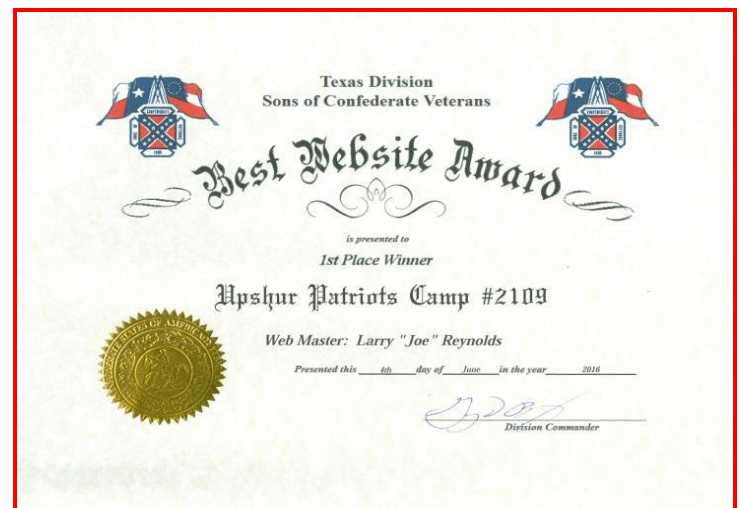 Texas Division
Sons of Confederate Veterans
Best Website Award
is presented to
1st Place Winner
Upshur Patriots Camp #2109
Web Master: Larry "Joe" Reynolds
Presented this 4th day of June in the year 2016
Division Commander